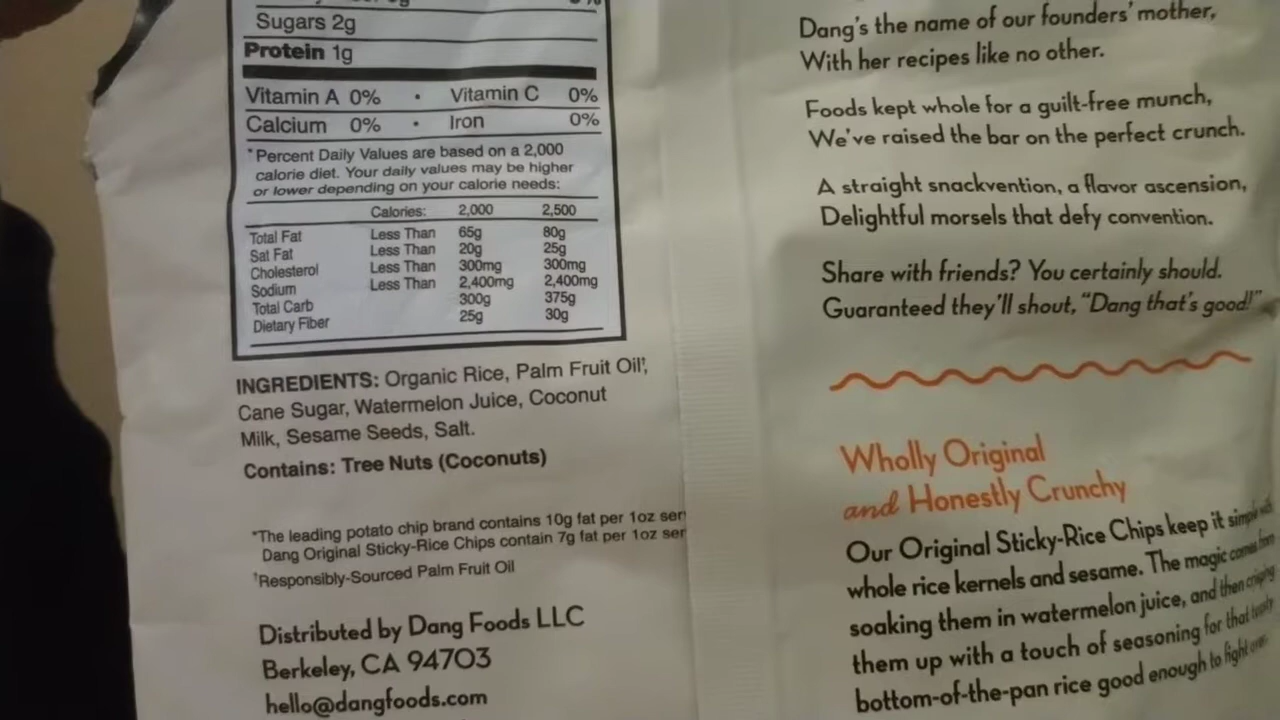 Sugars 2g
Protein 1g
Vitamin A 0% • Vitamin C 0%
Calcium 0% • Iron 0%
*Percent Daily Values are based on a 2,000
calorie diet. Your daily values may be higher
or lower depending on your calorie needs:
Calories: 2,000 2,500
Total Fat Less Than 65g 80g
Sat Fat Less Than 20g 25g
Cholesterol Less Than 300mg 300mg
Sodium Less Than 2,400mg 2,400mg
Total Carb 300g 375g
Dietary Fiber 25g 30g
INGREDIENTS: Organic Rice, Palm Fruit Oil†,
Cane Sugar, Watermelon Juice, Coconut
Milk, Sesame Seeds, Salt.
Contains: Tree Nuts (Coconuts)
*The leading potato chip brand contains 10g fat per 1oz ser
Dang Original Sticky-Rice Chips contain 7g fat per 1oz ser
†Responsibly-Sourced Palm Fruit Oil
Distributed by Dang Foods LLC
Berkeley, CA 94703
hello@dangfoods.com
Dang's the name of our founders' mother,
With her recipes like no other.
Foods kept whole for a guilt-free munch,
We've raised the bar on the perfect crunch.
A straight snackvention, a flavor ascension,
Delightful morsels that defy convention.
Share with friends? You certainly should.
Guaranteed they'll shout, "Dang that's good!"
Wholly Original
and Honestly Crunchy
Our Original Sticky-Rice Chips keep it simple with
whole rice kernels and sesame. The magic comes from
soaking them in watermelon juice, and then crisping
them up with a touch of seasoning for that toasty
bottom-of-the-pan rice good enough to fight over.